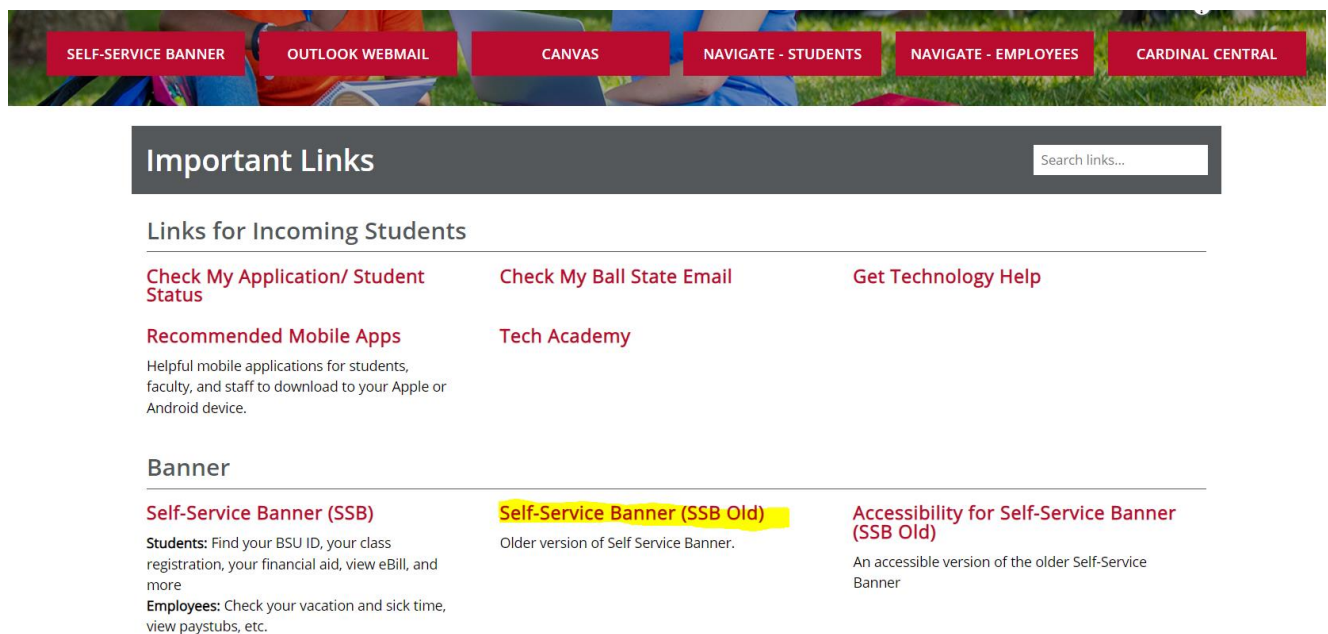 SELF-SERVICE BANNER
OUTLOOK WEBMAIL
CANVAS
NAVIGATE - STUDENTS
NAVIGATE - EMPLOYEES
CARDINAL CENTRAL
Important Links
Search links...
Links for Incoming Students
Check My Application/ Student
Status
Check My Ball State Email
Get Technology Help
Recommended Mobile Apps
Helpful mobile applications for students,
faculty, and staff to download to your Apple or
Android device.
Tech Academy
Banner
Self-Service Banner (SSB)
Students: Find your BSU ID, your class
registration, your financial aid, view eBill, and
more
Employees: Check your vacation and sick time,
view paystubs, etc.
Self-Service Banner (SSB Old)
Older version of Self Service Banner.
Accessibility for Self-Service Banner
(SSB Old)
An accessible version of the older Self-Service
Banner